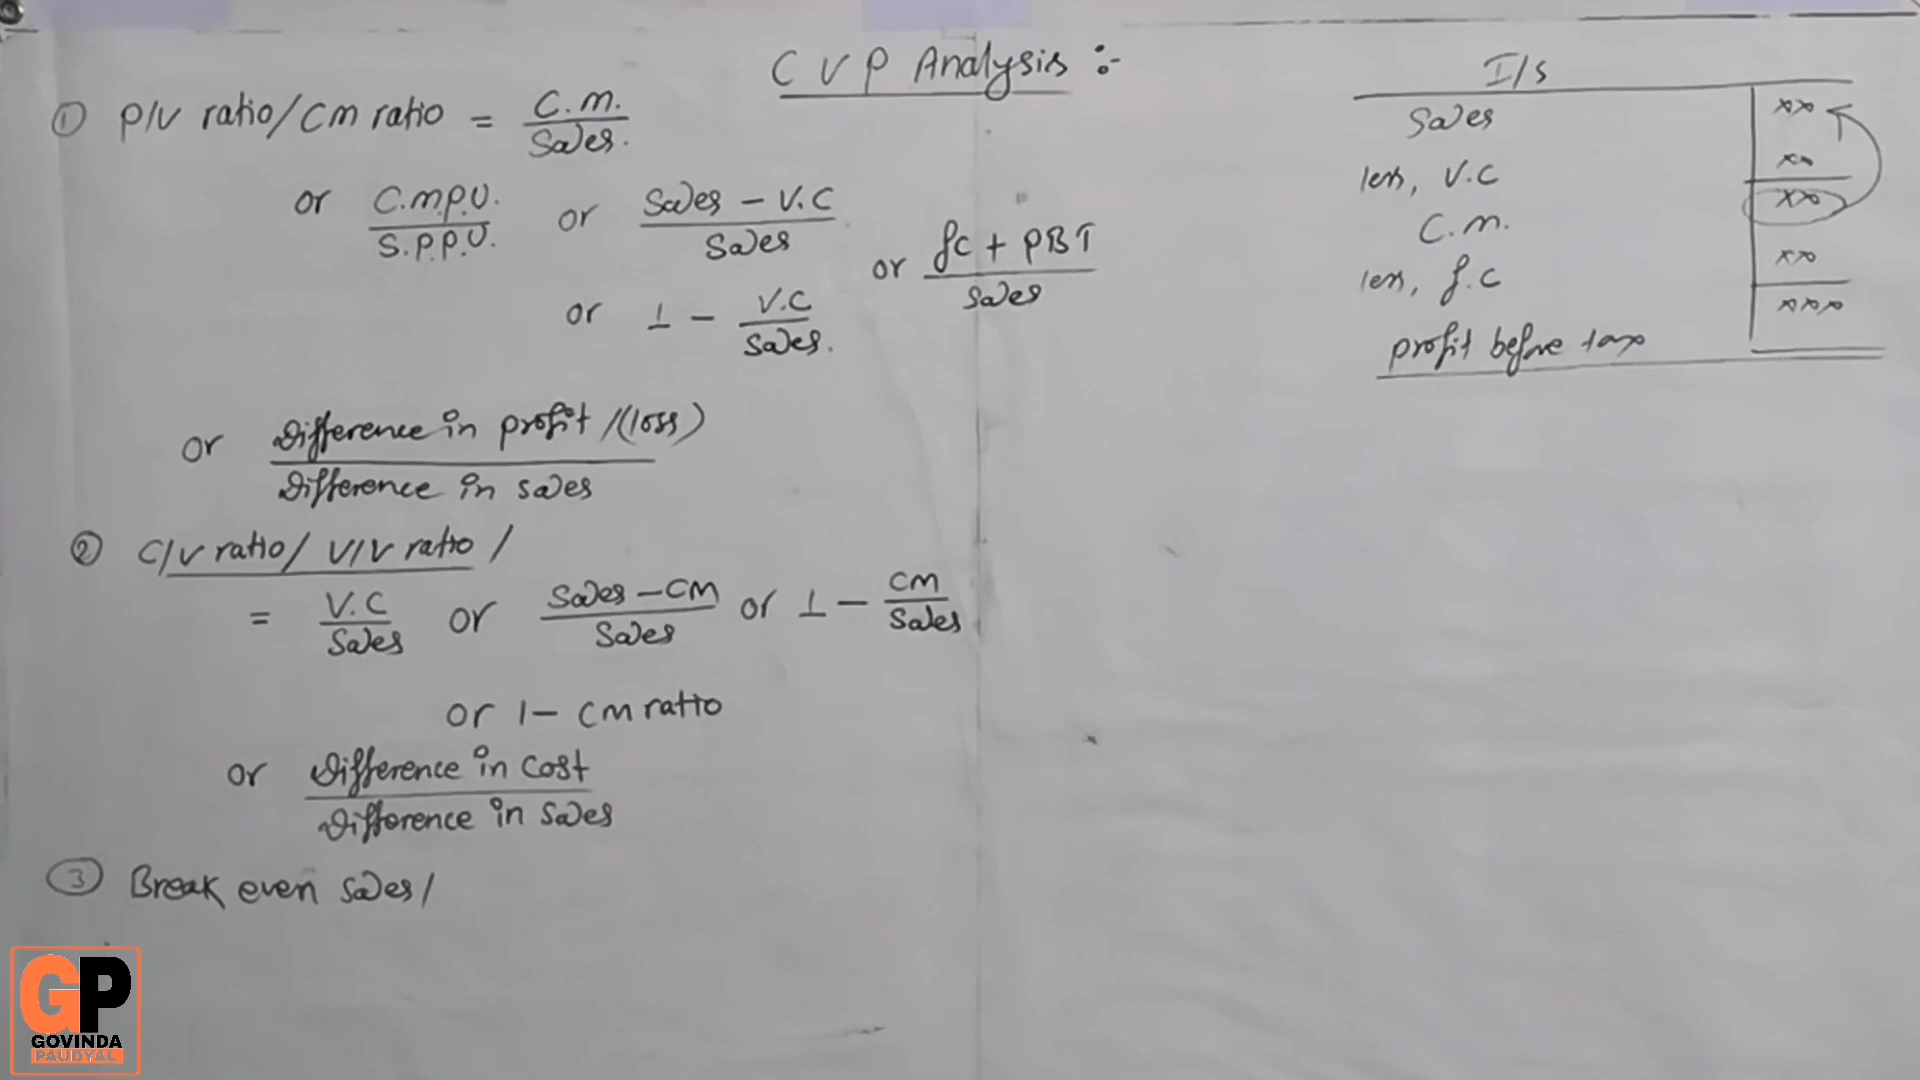 C V P Analysis :-
① P/V ratio/CM ratio = C.M. / Sales.
or C.M.P.U. / S.P.P.U. or Sales - V.C / Sales
or 1 - V.C / Sales. or fc + PBT / Sales
or Difference in profit /(loss) / Difference in sales
② C/V ratio/ V/V ratio /
= V.C / Sales or Sales - CM / Sales or 1 - CM / Sales
or 1 - CM ratio
or Difference in cost / Difference in sales
③ Break even sales/
I/S
Sales xx
less, V.C xx
C.M. xx
less, f.C xx
profit before tax xxx
GP
GOVINDA
PAUDYAL